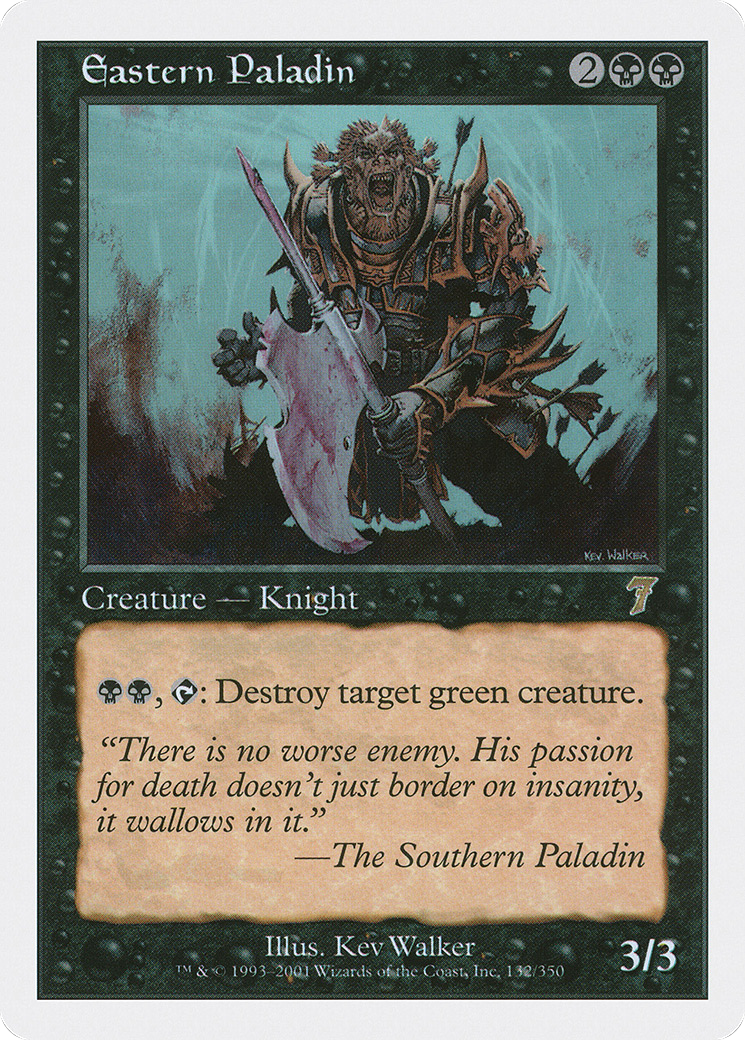 Eastern Paladin
2
KEV. WALKER
Creature — Knight
7
, : Destroy target green creature.
“There is no worse enemy. His passion
for death doesn’t just border on insanity,
it wallows in it.”
—The Southern Paladin
Illus. Kev Walker
3/3
™ & © 1993–2001 Wizards of the Coast, Inc. 132/350